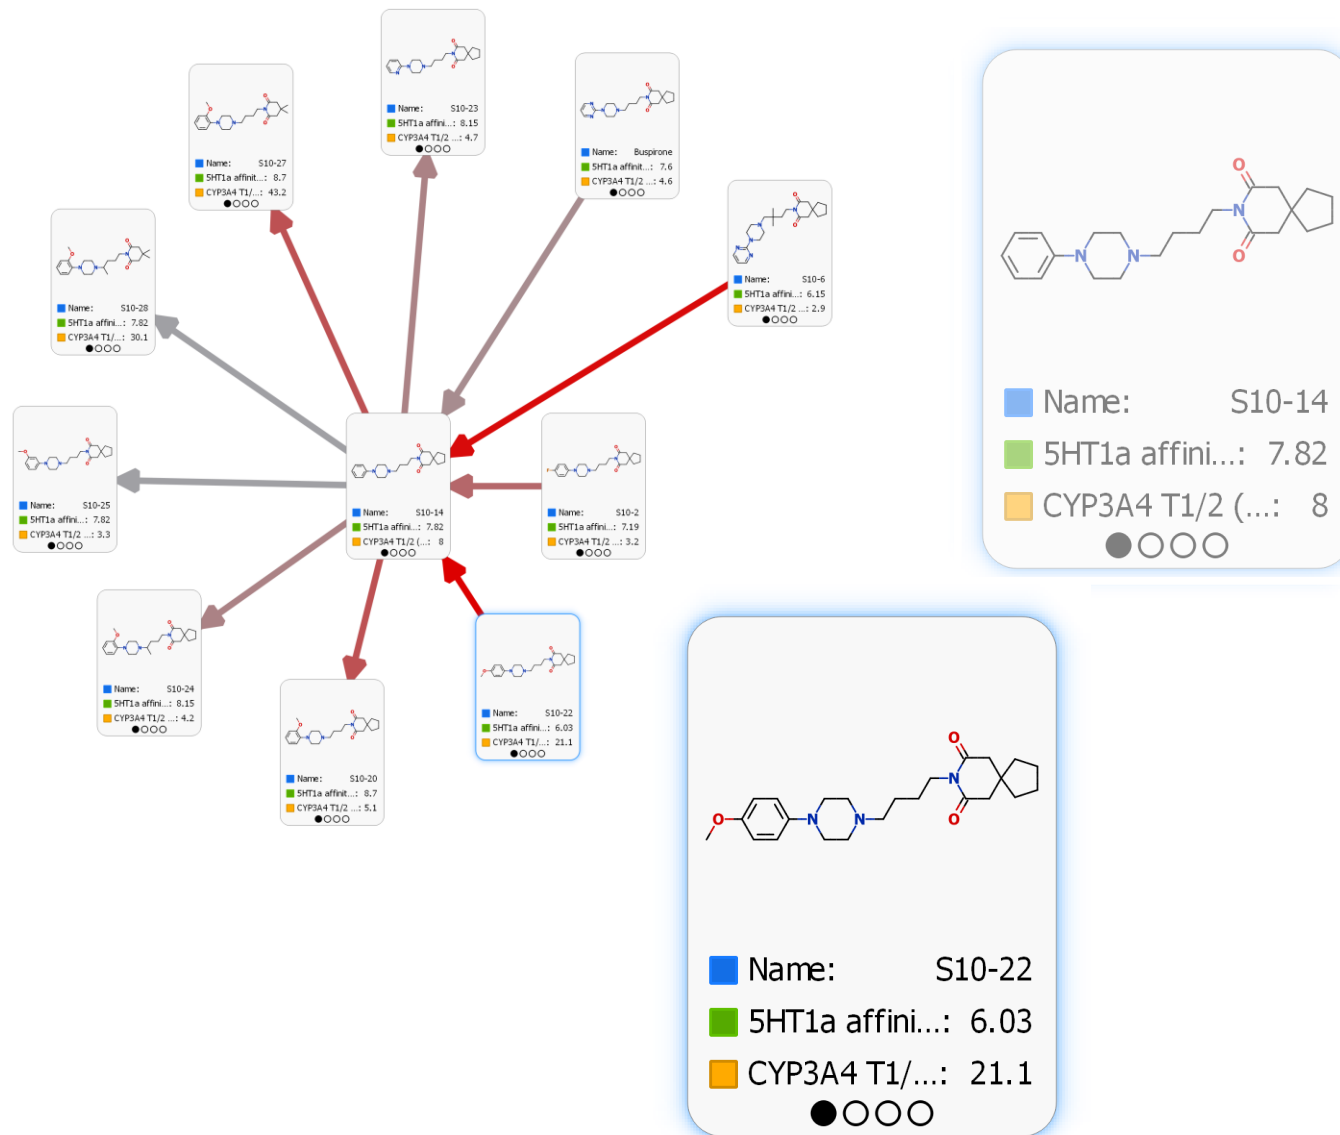 Name: S10-23
5HT1a affini...: 8.15
CYP3A4 T1/2 ...: 4.7
Name: S10-27
5HT1a affinit...: 8.7
CYP3A4 T1/...: 43.2
Name: Buspirone
5HT1a affinit...: 7.6
CYP3A4 T1/2 ...: 4.6
Name: S10-6
5HT1a affini...: 6.15
CYP3A4 T1/2 ...: 2.9
Name: S10-28
5HT1a affini...: 7.82
CYP3A4 T1/...: 30.1
O
N
N
N
O
Name: S10-14
5HT1a affini...: 7.82
CYP3A4 T1/2 (...: 8
Name: S10-25
5HT1a affini...: 7.82
CYP3A4 T1/2 ...: 3.3
Name: S10-14
5HT1a affini...: 7.82
CYP3A4 T1/2 (...: 8
Name: S10-2
5HT1a affini...: 7.19
CYP3A4 T1/2 ...: 3.2
Name: S10-24
5HT1a affini...: 8.15
CYP3A4 T1/2 ...: 4.2
Name: S10-20
5HT1a affinit...: 8.7
CYP3A4 T1/2 ...: 5.1
Name: S10-22
5HT1a affini...: 6.03
CYP3A4 T1/...: 21.1
O
N
O
N
N
O
Name: S10-22
5HT1a affini...: 6.03
CYP3A4 T1/...: 21.1